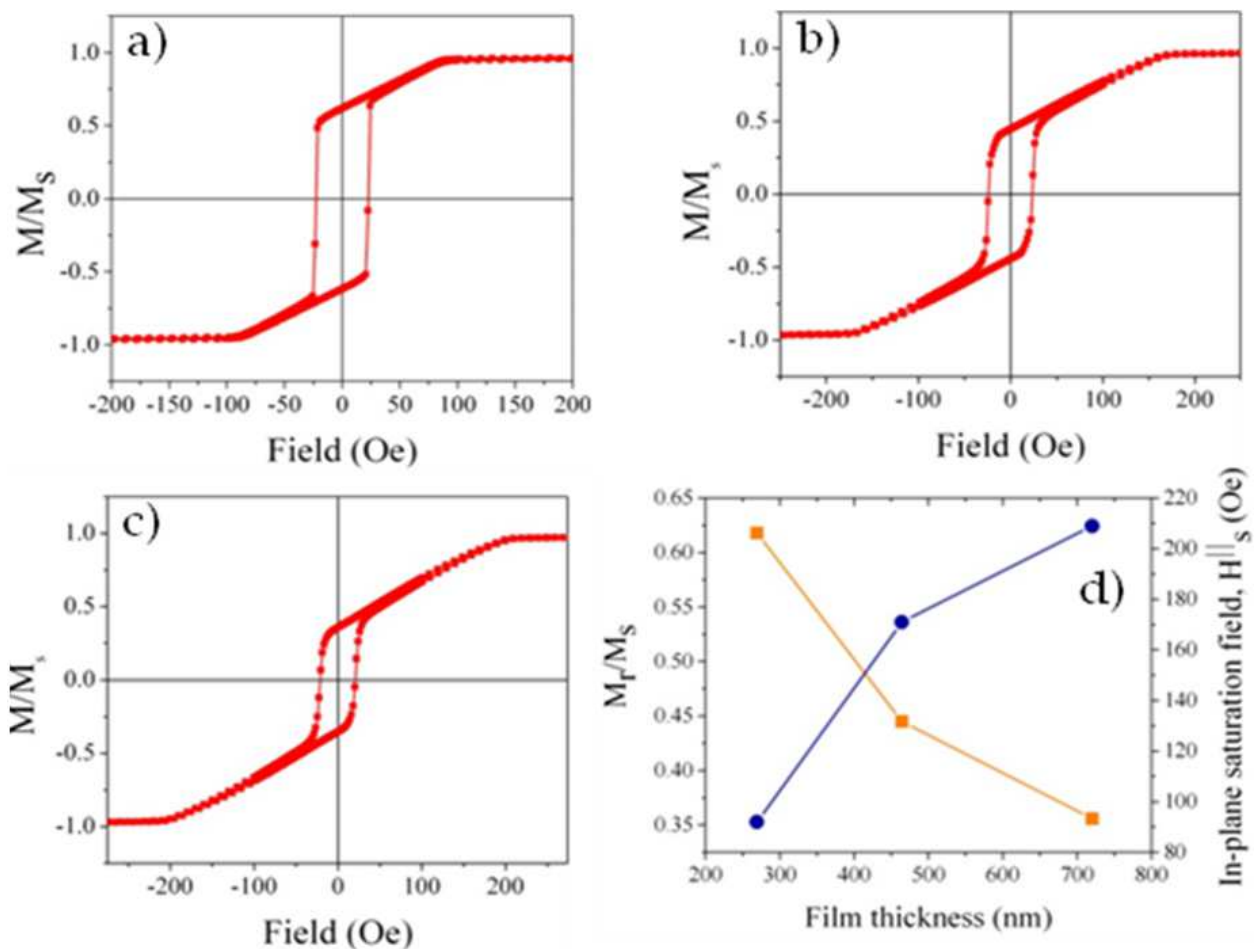 a)
1.0
0.5
0.0
-0.5
-1.0
M/MS
-200 -150 -100 -50 0 50 100 150 200
Field (Oe)
b)
1.0
0.5
0.0
-0.5
-1.0
M/Ms
-200 -100 0 100 200
Field (Oe)
c)
1.0
0.5
0.0
-0.5
-1.0
M/Ms
-200 -100 0 100 200
Field (Oe)
d)
0.65
0.60
0.55
0.50
0.45
0.40
0.35
Mr/MS
220
200
180
160
140
120
100
80
In-plane saturation field, H||S (Oe)
200 300 400 500 600 700 800
Film thickness (nm)